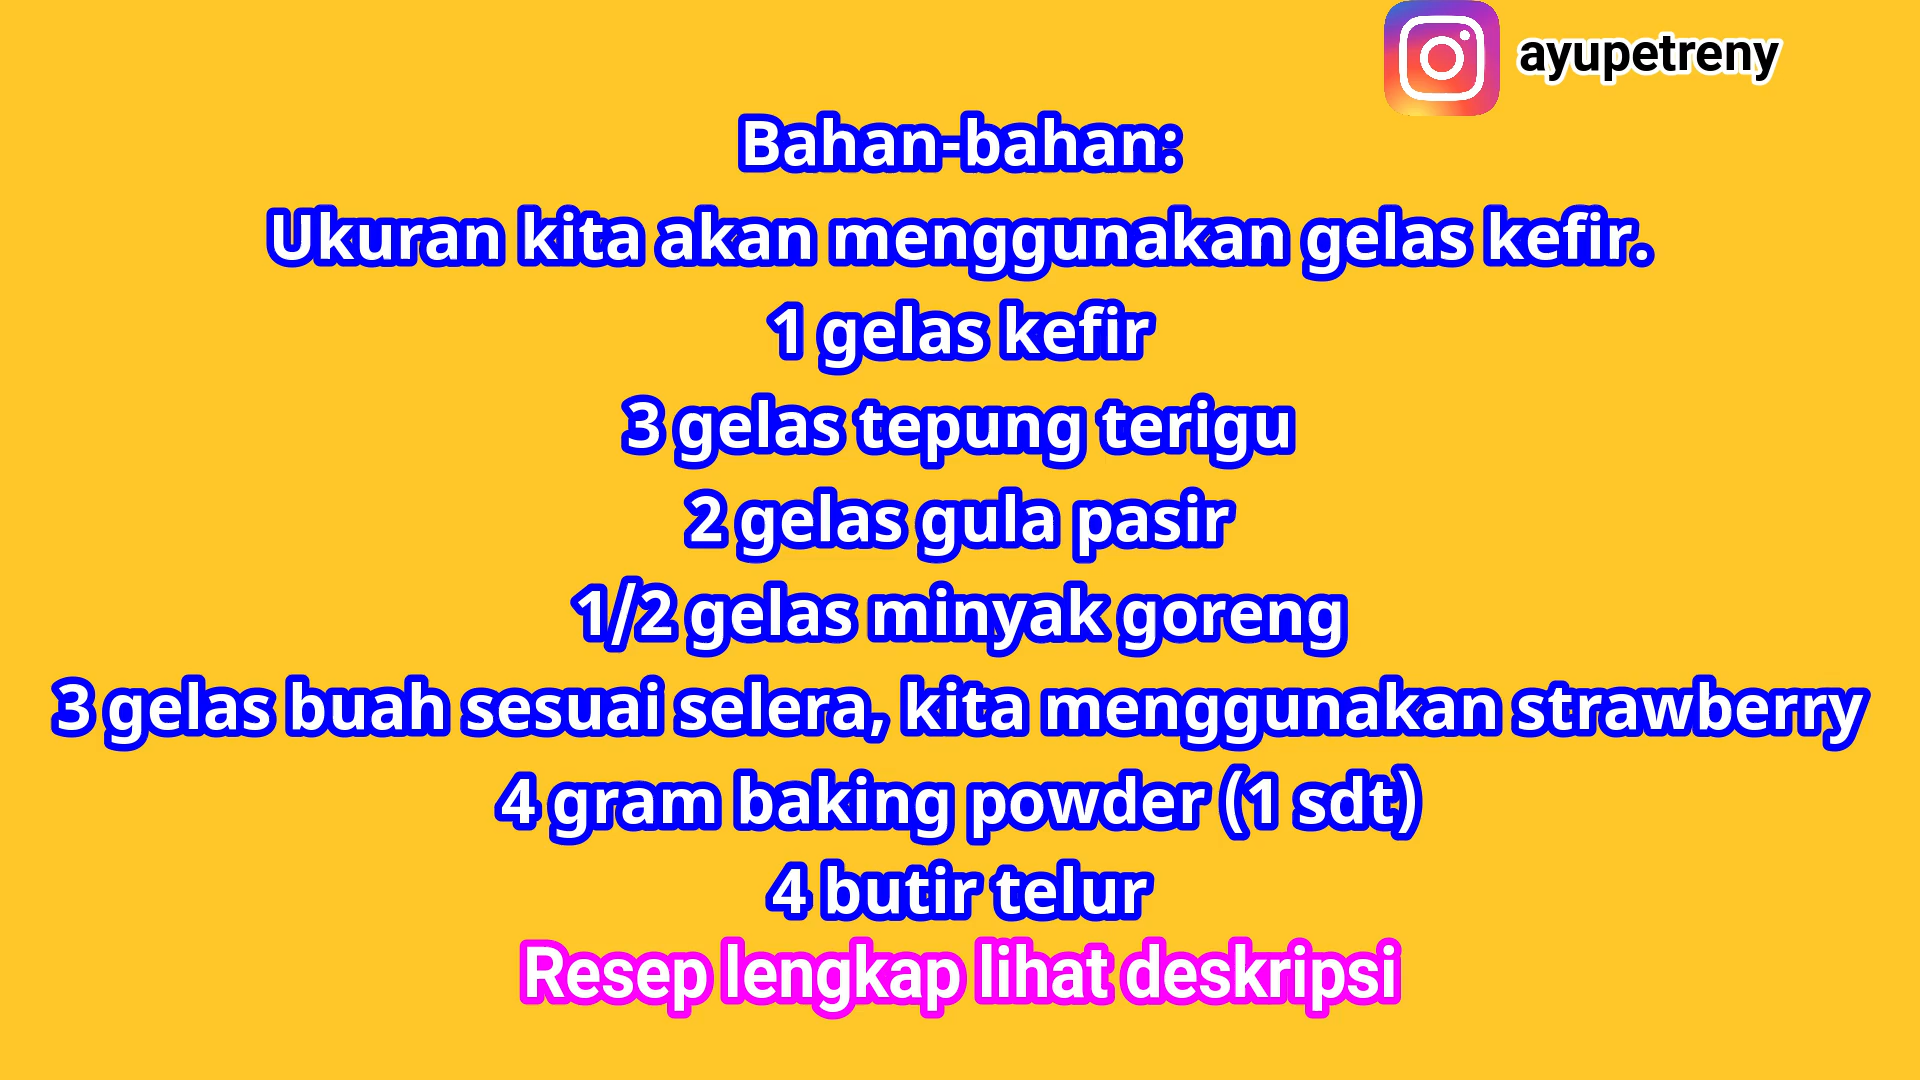 ayupetreny
Bahan-bahan:
Ukuran kita akan menggunakan gelas kefir.
1 gelas kefir
3 gelas tepung terigu
2 gelas gula pasir
1/2 gelas minyak goreng
3 gelas buah sesuai selera, kita menggunakan strawberry
4 gram baking powder (1 sdt)
4 butir telur
Resep lengkap lihat deskripsi